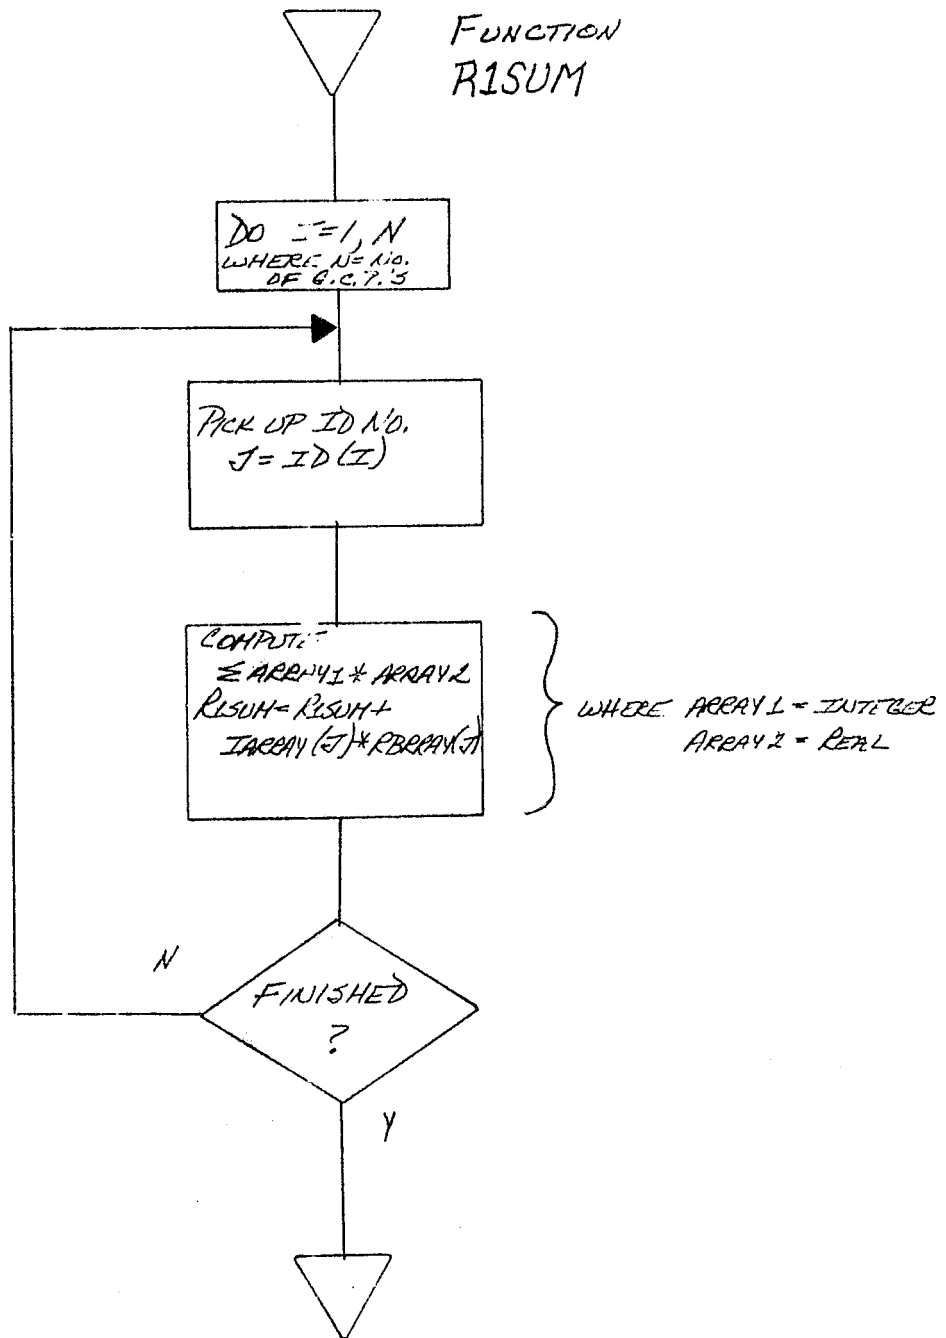 FUNCTION
R1SUM
DO I=1, N
WHERE N= NO.
OF G.C.P.'S
PICK UP ID NO.
J = ID(I)
COMPUTE
Σ ARRAY1 * ARRAY2
R1SUM = R1SUM +
IARRAY(J)*RBRRAY(J)
WHERE ARRAY1 = INTEGER
ARRAY2 = REAL
N
FINISHED
?
Y